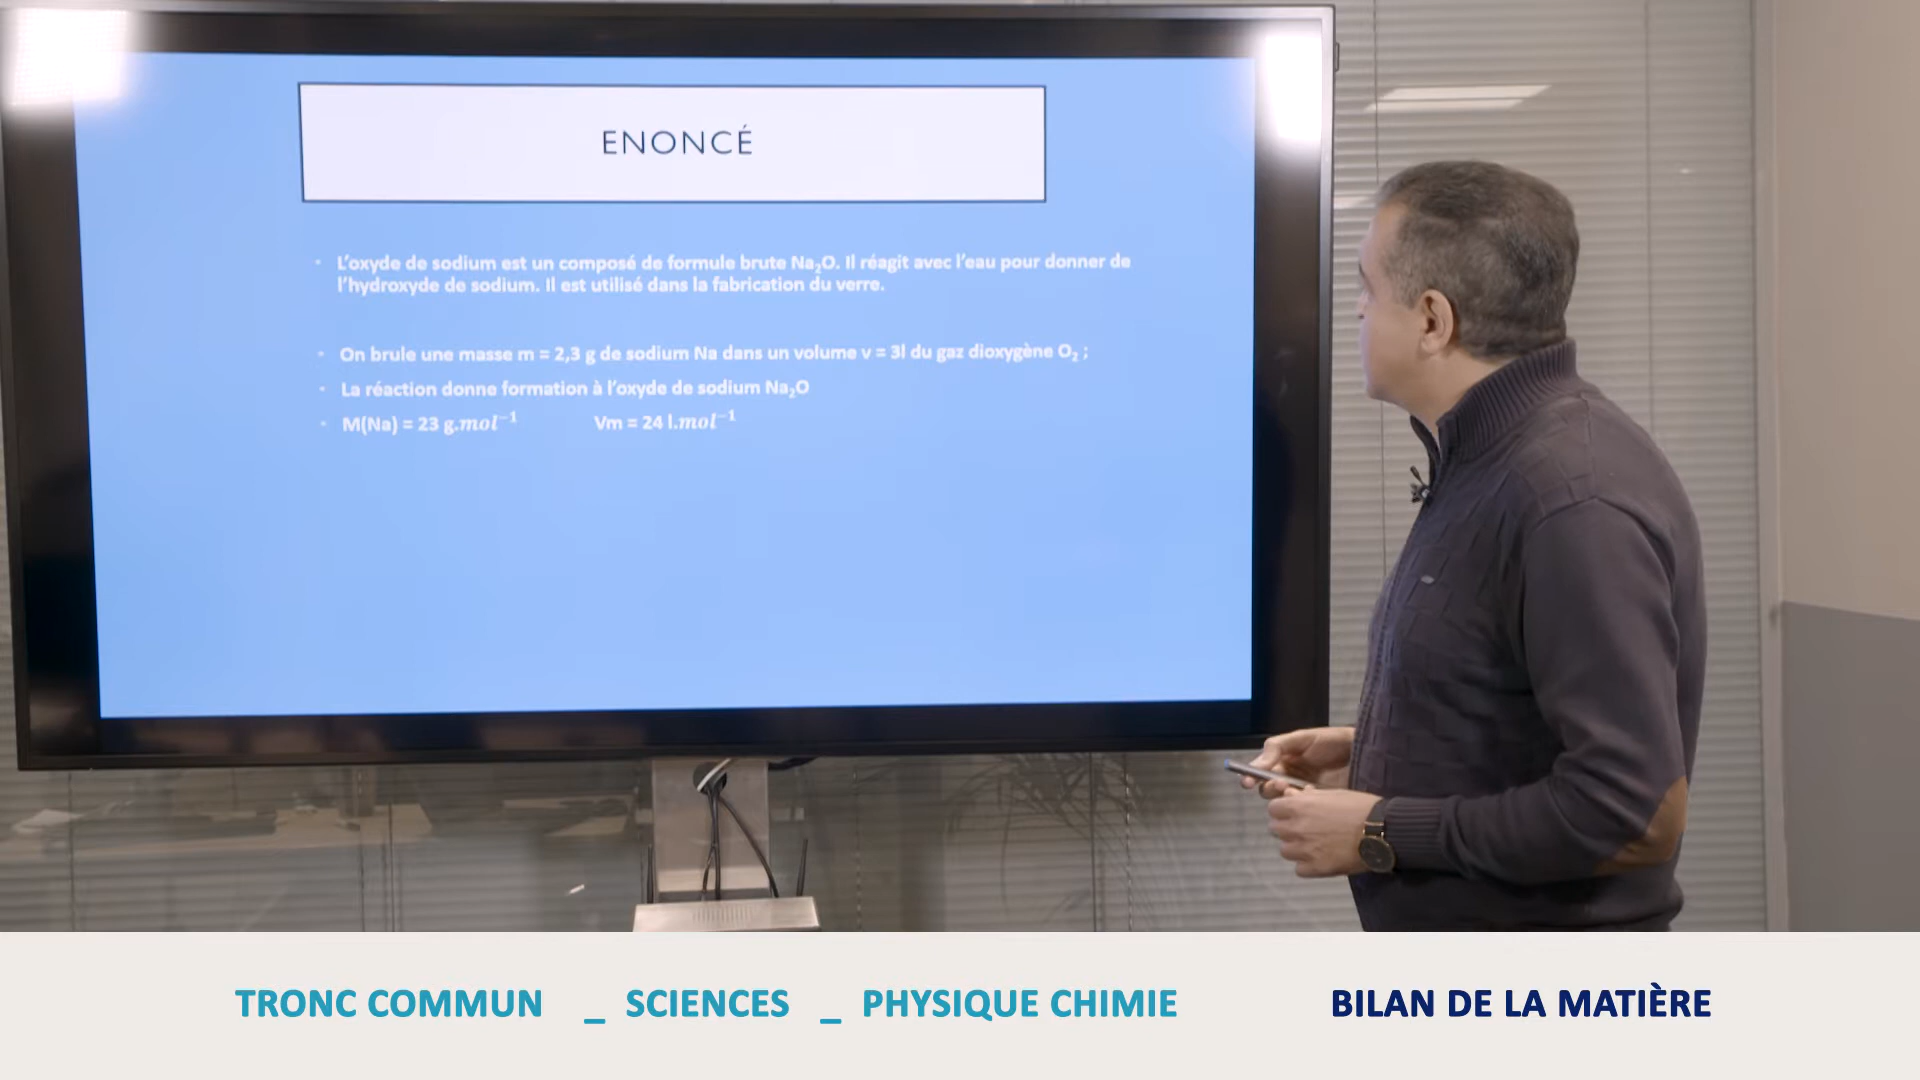 ENONCÉ
• L'oxyde de sodium est un composé de formule brute Na₂O. Il réagit avec l'eau pour donner de
l'hydroxyde de sodium. Il est utilisé dans la fabrication du verre.
• On brule une masse m = 2,3 g de sodium Na dans un volume v = 3l du gaz dioxygène O₂ ;
• La réaction donne formation à l'oxyde de sodium Na₂O
• M(Na) = 23 g.mol⁻¹ Vm = 24 l.mol⁻¹
TRONC COMMUN _ SCIENCES _ PHYSIQUE CHIMIE BILAN DE LA MATIÈRE